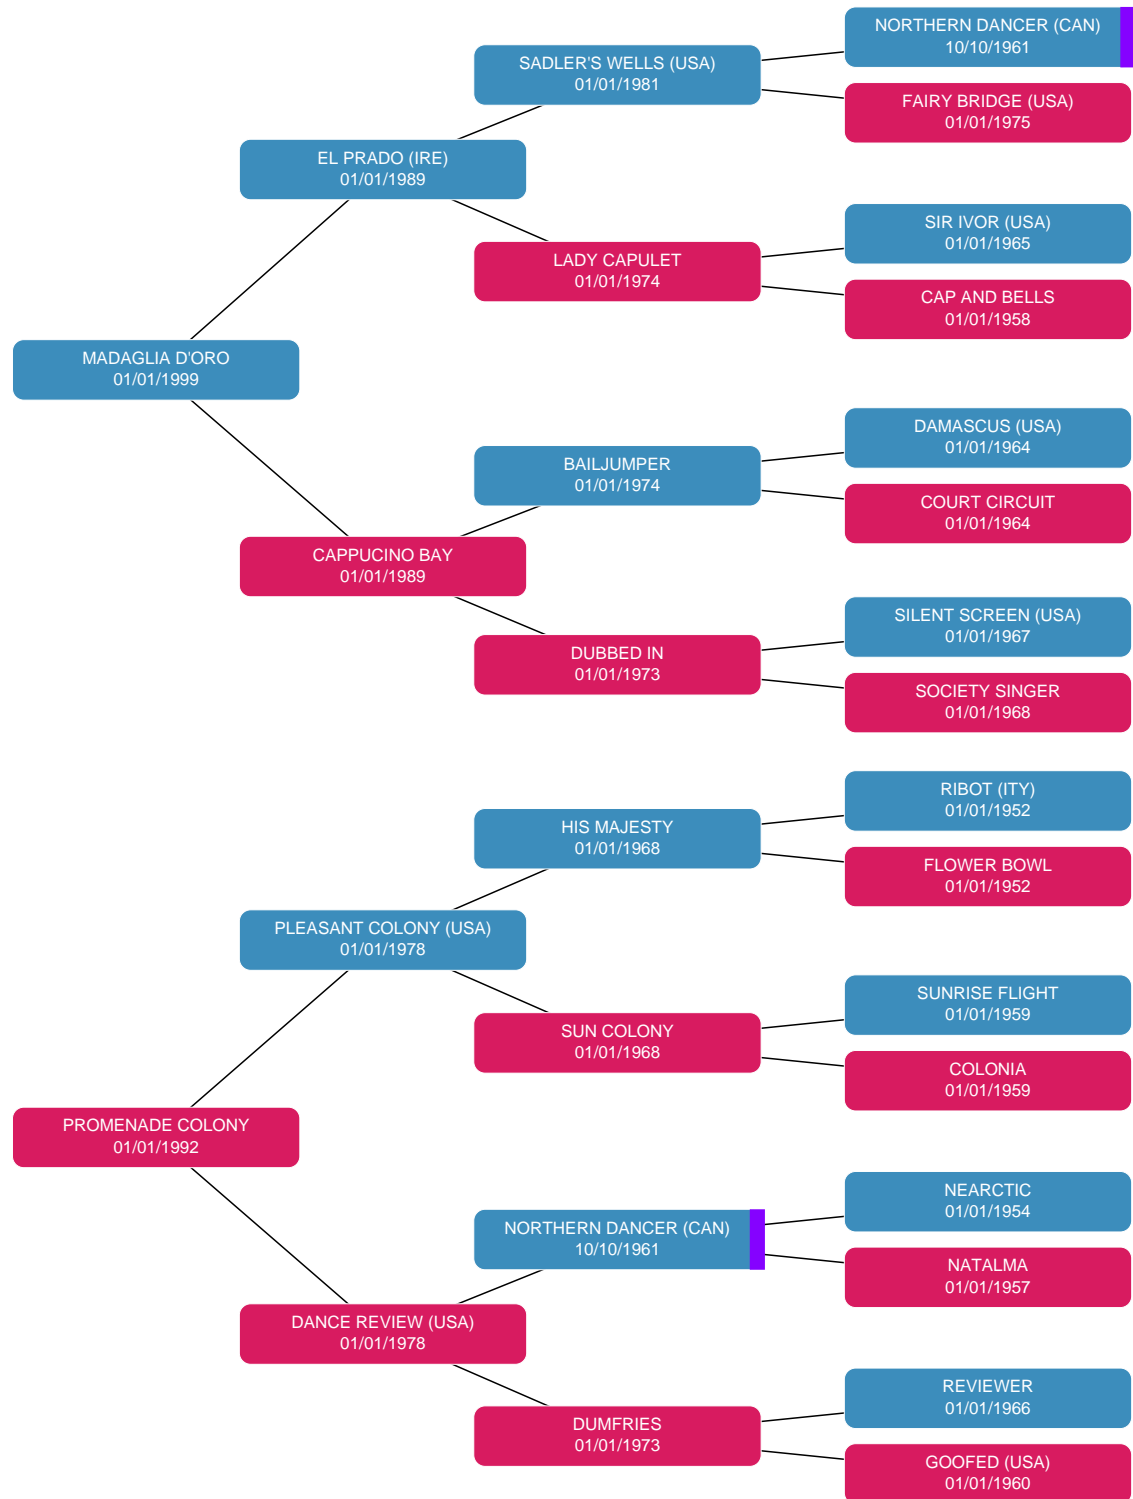 NORTHERN DANCER (CAN)
10/10/1961
SADLER'S WELLS (USA)
01/01/1981
FAIRY BRIDGE (USA)
01/01/1975
EL PRADO (IRE)
01/01/1989
SIR IVOR (USA)
01/01/1965
LADY CAPULET
01/01/1974
CAP AND BELLS
01/01/1958
MADAGLIA D'ORO
01/01/1999
DAMASCUS (USA)
01/01/1964
BAILJUMPER
01/01/1974
COURT CIRCUIT
01/01/1964
CAPPUCINO BAY
01/01/1989
SILENT SCREEN (USA)
01/01/1967
DUBBED IN
01/01/1973
SOCIETY SINGER
01/01/1968
RIBOT (ITY)
01/01/1952
HIS MAJESTY
01/01/1968
FLOWER BOWL
01/01/1952
PLEASANT COLONY (USA)
01/01/1978
SUNRISE FLIGHT
01/01/1959
SUN COLONY
01/01/1968
COLONIA
01/01/1959
PROMENADE COLONY
01/01/1992
NEARCTIC
01/01/1954
NORTHERN DANCER (CAN)
10/10/1961
NATALMA
01/01/1957
DANCE REVIEW (USA)
01/01/1978
REVIEWER
01/01/1966
DUMFRIES
01/01/1973
GOOFED (USA)
01/01/1960